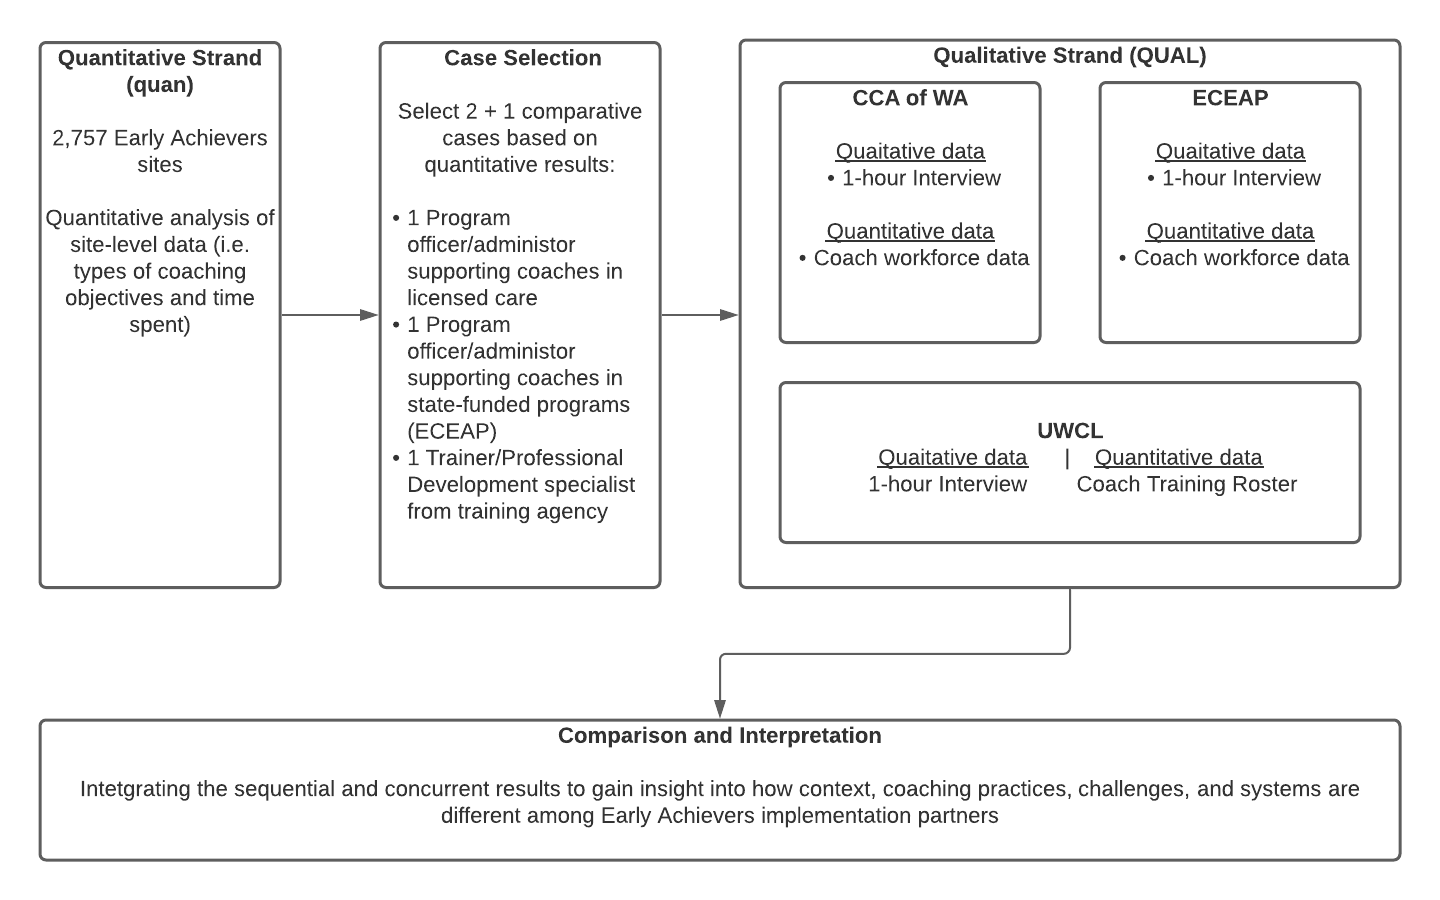 Quantitative Strand
(quan)
2,757 Early Achievers
sites
Quantitative analysis of
site-level data (i.e.
types of coaching
objectives and time
spent)
Case Selection
Select 2 + 1 comparative
cases based on
quantitative results:
• 1 Program
officer/administor
supporting coaches in
licensed care
• 1 Program
officer/administor
supporting coaches in
state-funded programs
(ECEAP)
• 1 Trainer/Professional
Development specialist
from training agency
Qualitative Strand (QUAL)
CCA of WA
Quaitative data
• 1-hour Interview
Quantitative data
• Coach workforce data
ECEAP
Quaitative data
• 1-hour Interview
Quantitative data
• Coach workforce data
UWCL
Quaitative data | Quantitative data
1-hour Interview Coach Training Roster
Comparison and Interpretation
Intetgrating the sequential and concurrent results to gain insight into how context, coaching practices, challenges, and systems are
different among Early Achievers implementation partners